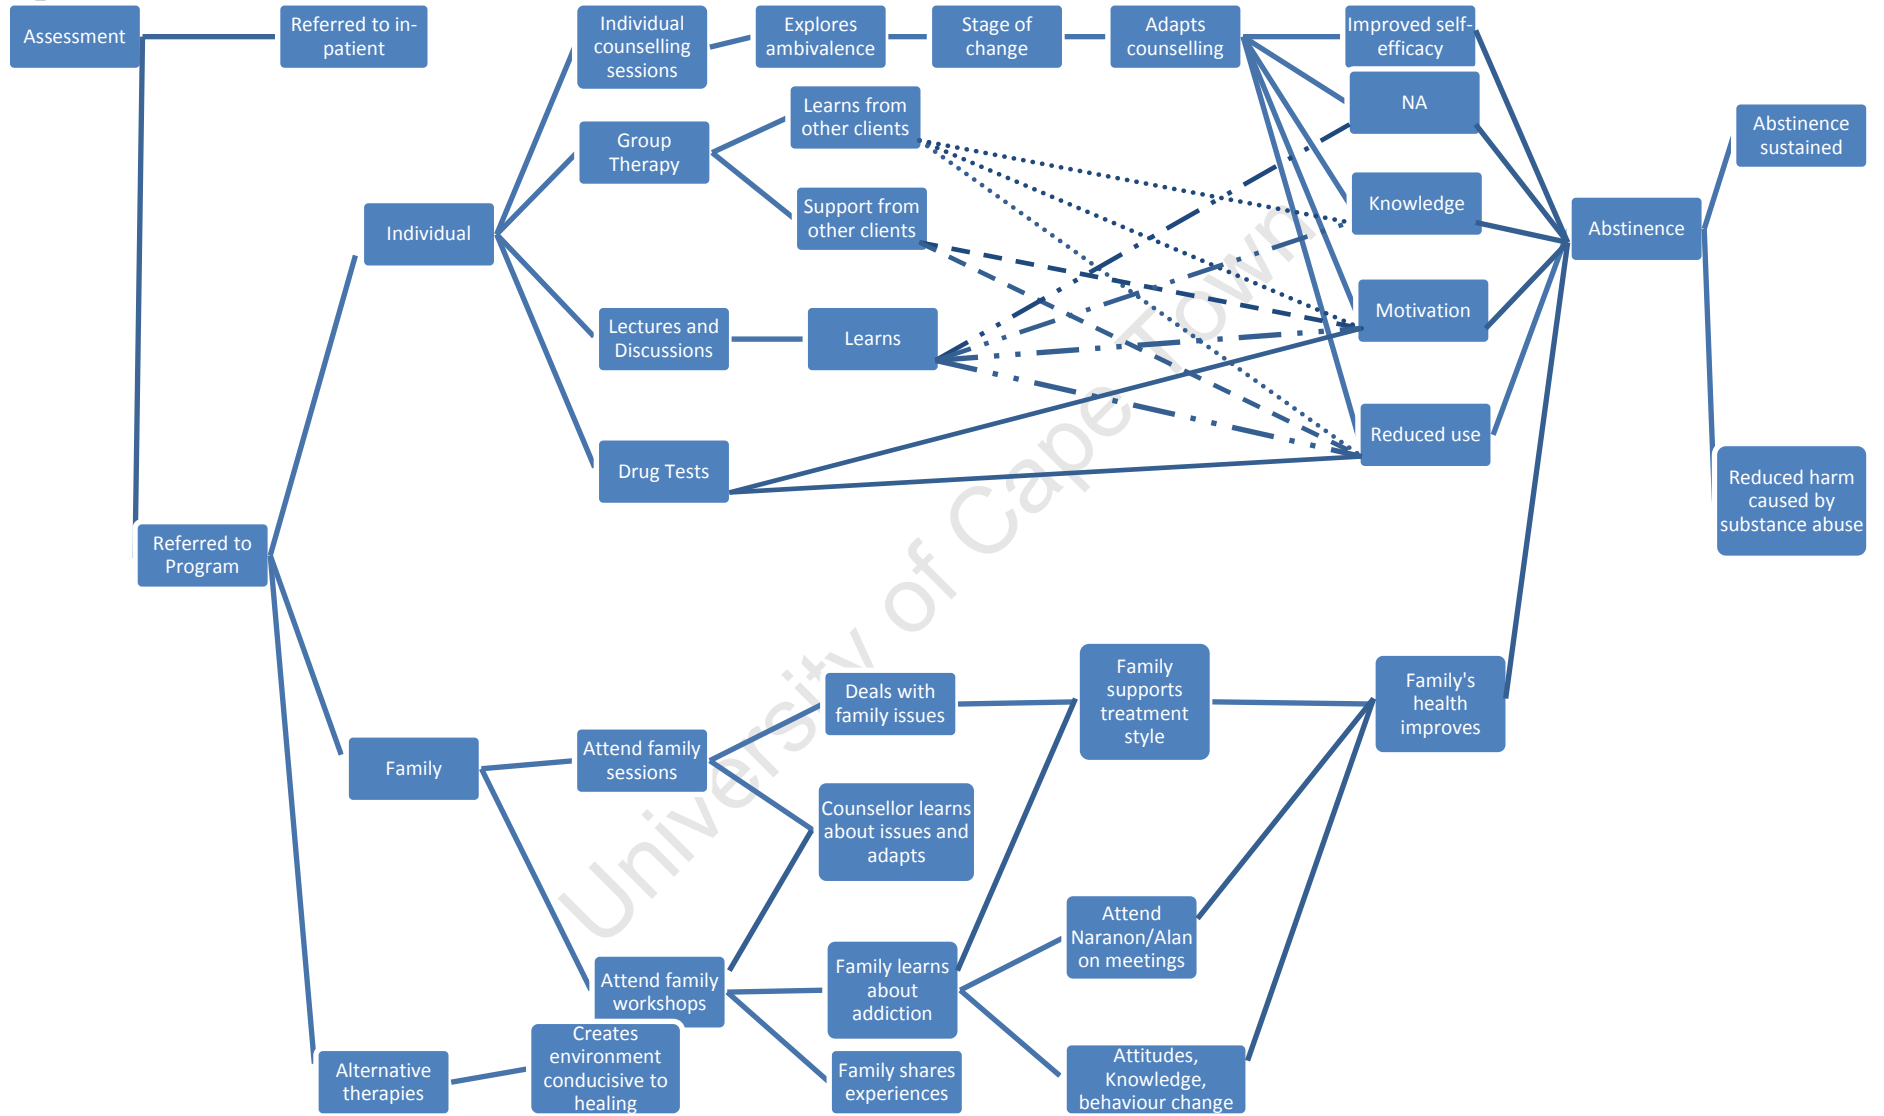 Assessment
Referred to in-
patient
Individual
counselling
sessions
Explores
ambivalence
Stage of
change
Adapts
counselling
Improved self-
efficacy
NA
Learns from
other clients
Group
Therapy
Support from
other clients
Knowledge
Individual
Abstinence
Abstinence
sustained
Motivation
Lectures and
Discussions
Learns
Reduced use
Drug Tests
Reduced harm
caused by
substance abuse
Referred to
Program
University of Cape Town
Family
supports
treatment
style
Family's
health
improves
Deals with
family issues
Attend family
sessions
Family
Counsellor learns
about issues and
adapts
Attend
Naranon/Alan
on meetings
Family learns
about
addiction
Attend family
workshops
Creates
environment
conducisive to
healing
Alternative
therapies
Family shares
experiences
Attitudes,
Knowledge,
behaviour change